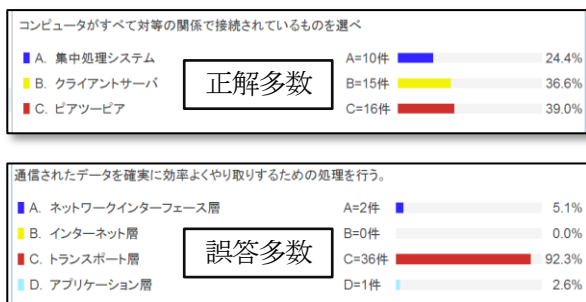 コンピュータがすべて対等の関係で接続されているものを選べ
A. 集中処理システム A=10件 24.4%
B. クライアントサーバ B=15件 36.6%
C. ピアツーピア C=16件 39.0%
正解多数
通信されたデータを確実に効率よくやり取りするための処理を行う。
A. ネットワークインターフェース層 A=2件 5.1%
B. インターネット層 B=0件 0.0%
C. トランスポート層 C=36件 92.3%
D. アプリケーション層 D=1件 2.6%
誤答多数